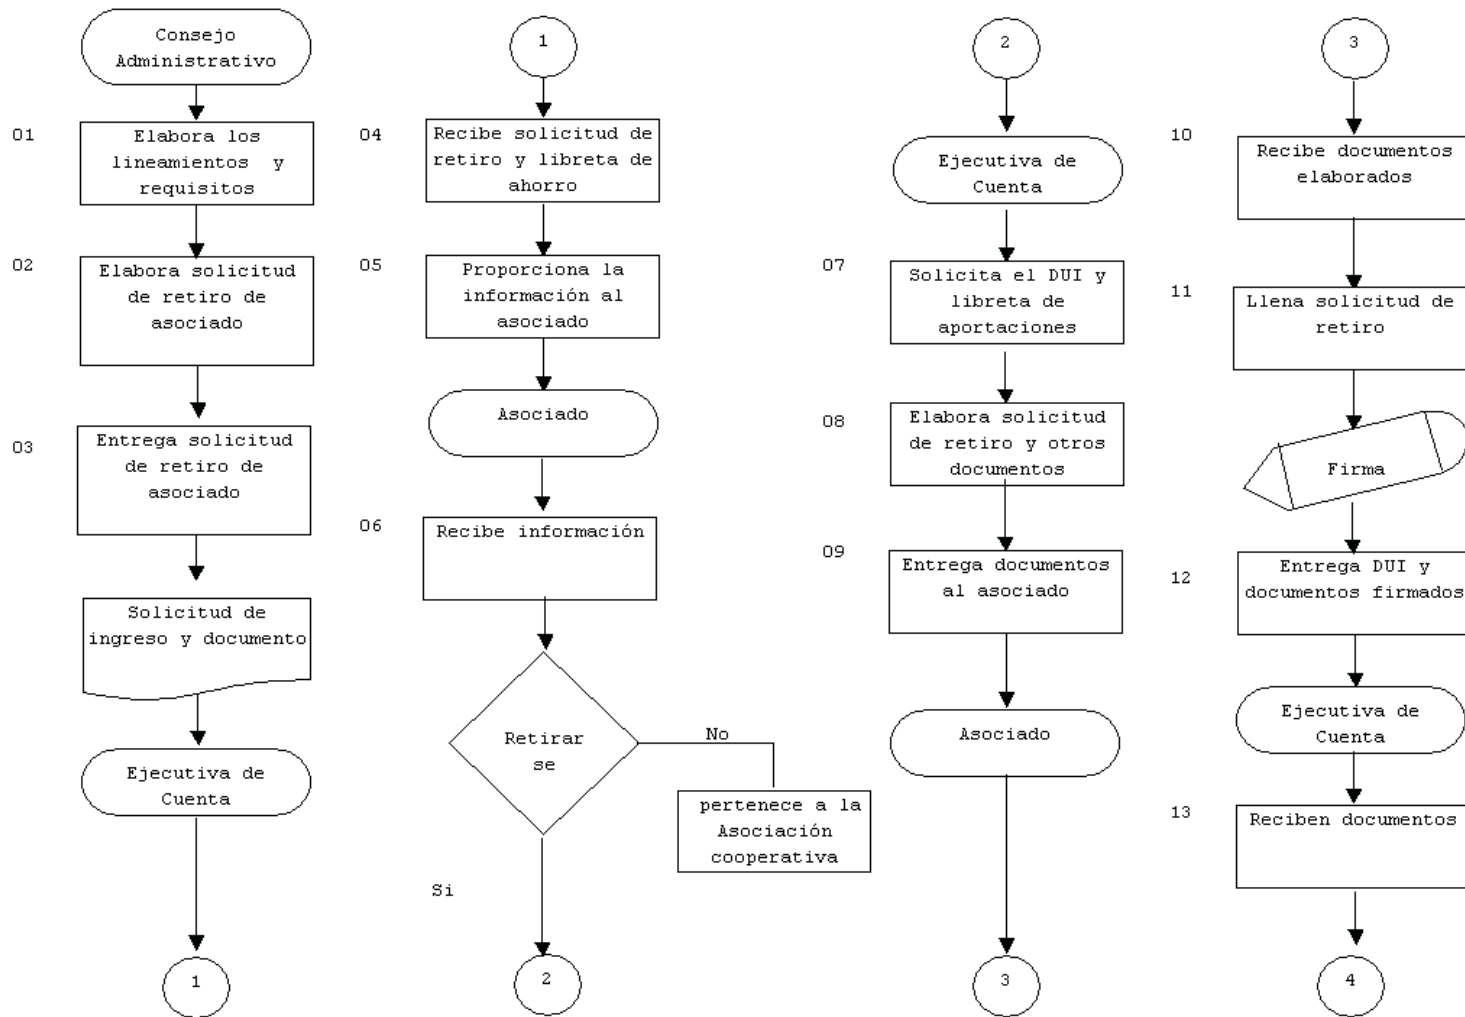 Consejo
Administrativo
01
Elabora los
lineamientos y
requisitos
02
Elabora solicitud
de retiro de
asociado
03
Entrega solicitud
de retiro de
asociado
Solicitud de
ingreso y documento
Ejecutiva de
Cuenta
1
1
04
Recibe solicitud de
retiro y libreta de
ahorro
05
Proporciona la
información al
asociado
Asociado
06
Recibe información
Retirar
se
No
pertenece a la
Asociación
cooperativa
Si
2
2
Ejecutiva de
Cuenta
07
Solicita el DUI y
libreta de
aportaciones
08
Elabora solicitud
de retiro y otros
documentos
09
Entrega documentos
al asociado
Asociado
3
3
10
Recibe documentos
elaborados
11
Llena solicitud de
retiro
Firma
12
Entrega DUI y
documentos firmados
Ejecutiva de
Cuenta
13
Reciben documentos
4